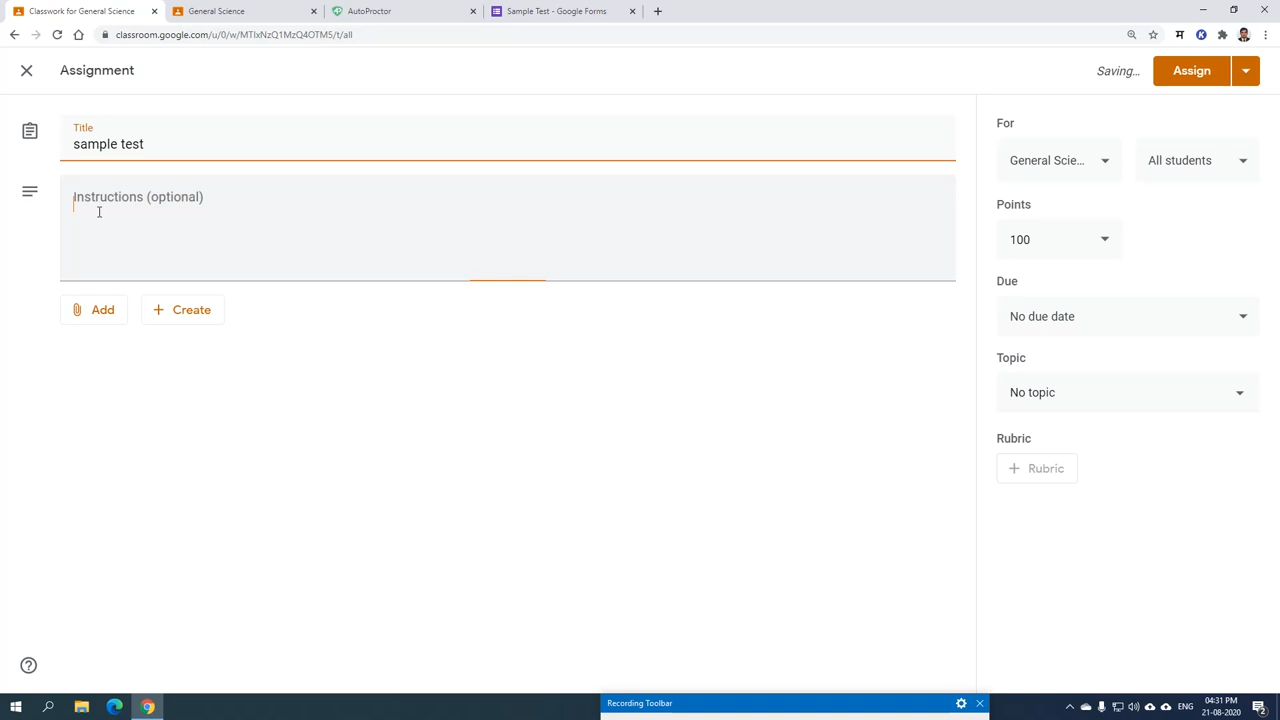 Classwork for General Science
General Science
AutoProctor
Sample Test - Google Forms
classroom.google.com/u/0/w/MTIxNzQ1MzQ4OTM5/t/all
Assignment
Saving...
Assign
Title
sample test
Instructions (optional)
Add
Create
For
General Scie...
All students
Points
100
Due
No due date
Topic
No topic
Rubric
Rubric
Recording Toolbar
ENG
04:31 PM
21-08-2020